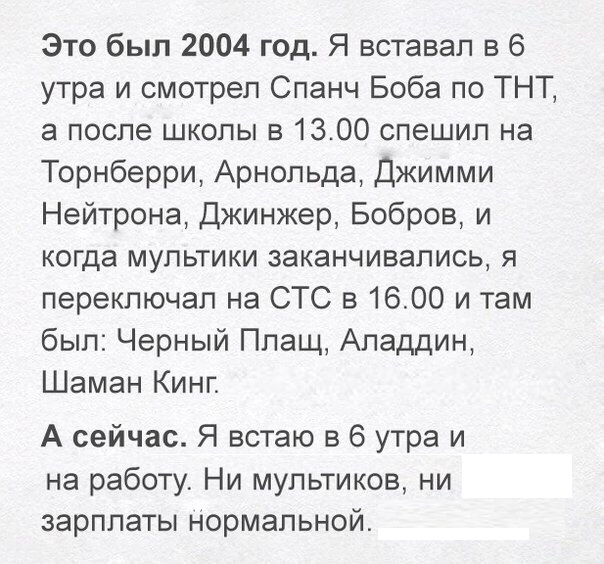 Это был 2004 год. Я вставал в 6
утра и смотрел Спанч Боба по ТНТ,
а после школы в 13.00 спешил на
Торнберри, Арнольда, Джимми
Нейтрона, Джинжер, Бобров, и
когда мультики заканчивались, я
переключал на СТС в 16.00 и там
был: Черный Плащ, Аладдин,
Шаман Кинг.
А сейчас. Я встаю в 6 утра и
на работу. Ни мультиков, ни
зарплаты нормальной.